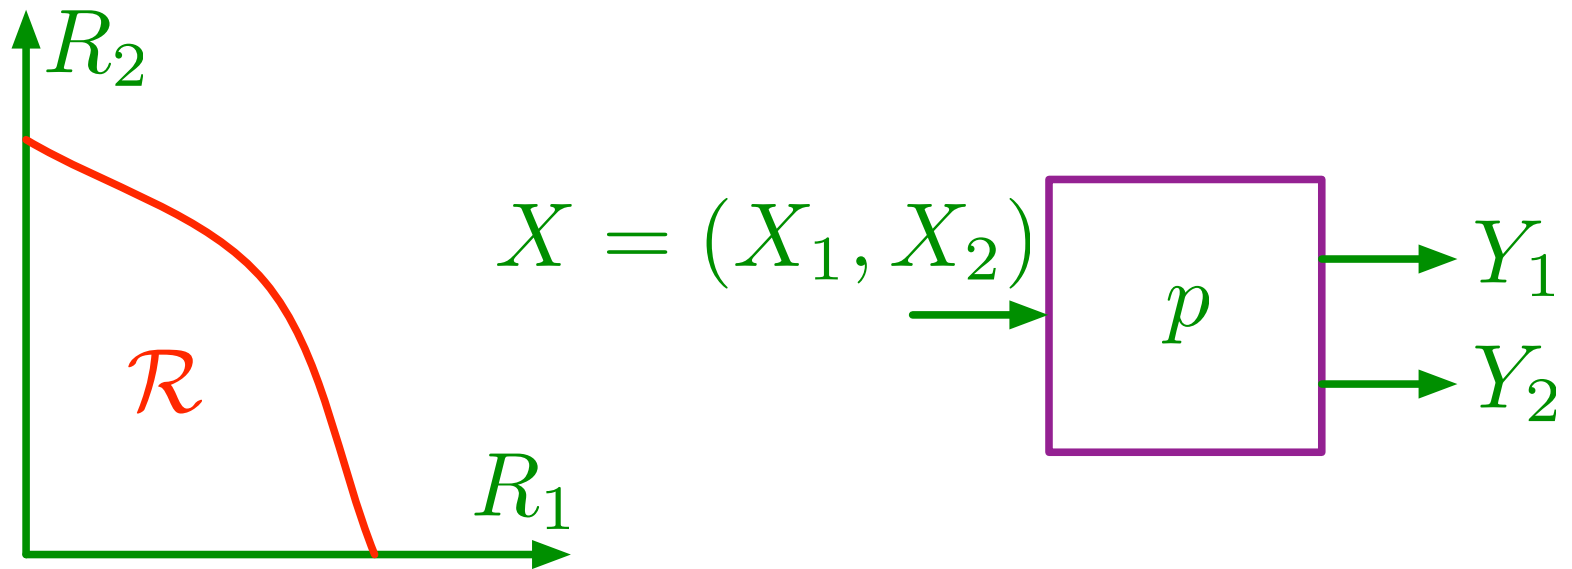 R₂
X = (X₁, X₂)
p
Y₁
Y₂
ℛ
R₁